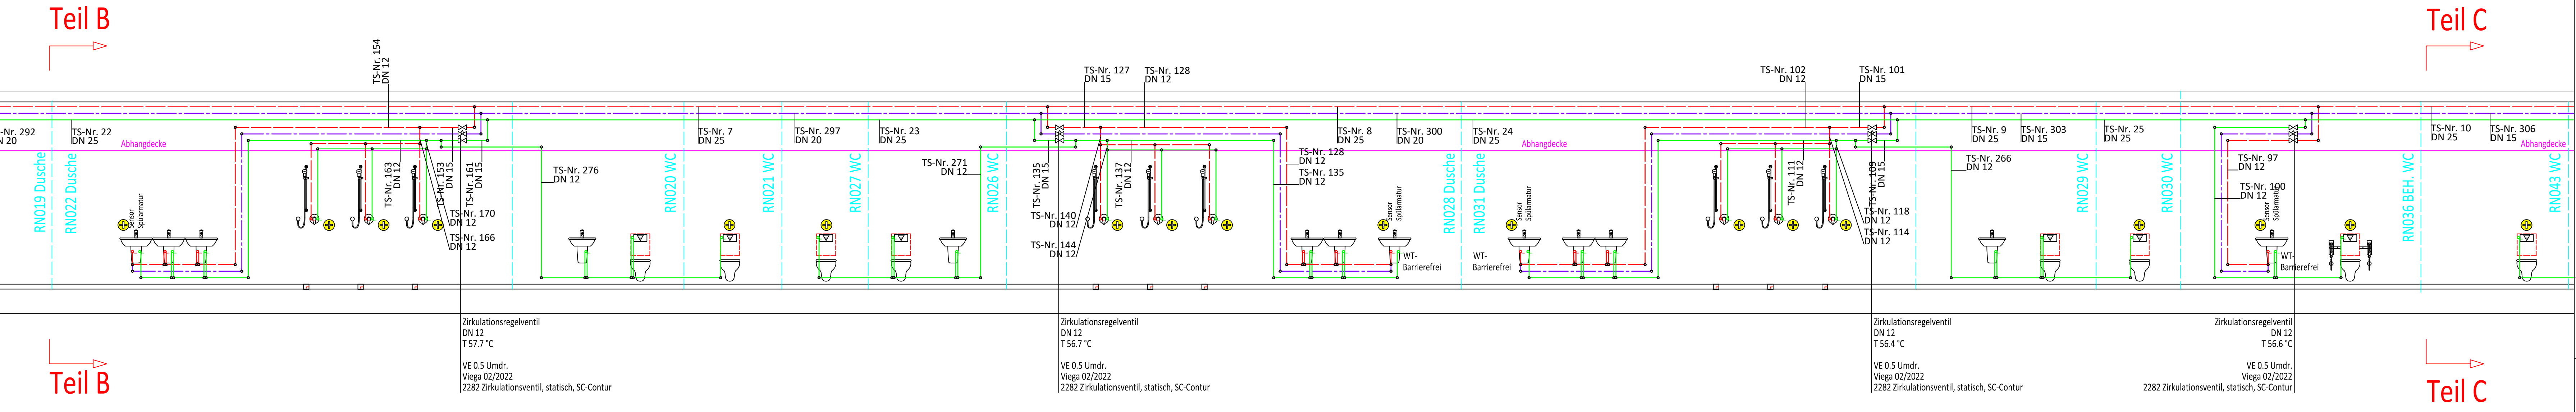 Teil B
Teil C
TS-Nr. 154
DN 12
TS-Nr. 127
DN 15
TS-Nr. 128
DN 12
TS-Nr. 102
DN 12
TS-Nr. 101
DN 15
-Nr. 292
N 20
TS-Nr. 22
DN 25
Abhangdecke
TS-Nr. 7
DN 25
TS-Nr. 297
DN 20
TS-Nr. 23
DN 25
TS-Nr. 8
DN 25
TS-Nr. 300
DN 20
TS-Nr. 24
DN 25
Abhangdecke
TS-Nr. 9
DN 25
TS-Nr. 303
DN 15
TS-Nr. 25
DN 25
TS-Nr. 10
DN 25
TS-Nr. 306
DN 15
Abhangdecke
RN019 Dusche
RN022 Dusche
Sensor
Spülarmatur
TS-Nr. 163
DN 12
TS-Nr. 153
DN 15
TS-Nr. 161
DN 15
TS-Nr. 170
DN 12
TS-Nr. 166
DN 12
TS-Nr. 276
DN 12
RN020 WC
RN021 WC
RN027 WC
TS-Nr. 271
DN 12
RN026 WC
TS-Nr. 135
DN 15
TS-Nr. 140
DN 12
TS-Nr. 144
DN 12
TS-Nr. 137
DN 12
TS-Nr. 128
DN 12
TS-Nr. 135
DN 12
Sensor
Spülarmatur
WT-
Barrierefrei
RN028 Dusche
RN031 Dusche
WT-
Barrierefrei
Sensor
Spülarmatur
TS-Nr. 111
DN 12
TS-Nr. 109
DN 15
TS-Nr. 118
DN 12
TS-Nr. 114
DN 12
TS-Nr. 266
DN 12
RN029 WC
RN030 WC
TS-Nr. 97
DN 12
TS-Nr. 100
DN 12
Sensor
Spülarmatur
WT-
Barrierefrei
RN036 BEH. WC
RN043 WC
Zirkulationsregelventil
DN 12
T 57.7 °C
VE 0.5 Umdr.
Viega 02/2022
2282 Zirkulationsventil, statisch, SC-Contur
Zirkulationsregelventil
DN 12
T 56.7 °C
VE 0.5 Umdr.
Viega 02/2022
2282 Zirkulationsventil, statisch, SC-Contur
Zirkulationsregelventil
DN 12
T 56.4 °C
VE 0.5 Umdr.
Viega 02/2022
2282 Zirkulationsventil, statisch, SC-Contur
Zirkulationsregelventil
DN 12
T 56.6 °C
VE 0.5 Umdr.
Viega 02/2022
2282 Zirkulationsventil, statisch, SC-Contur
Teil B
Teil C